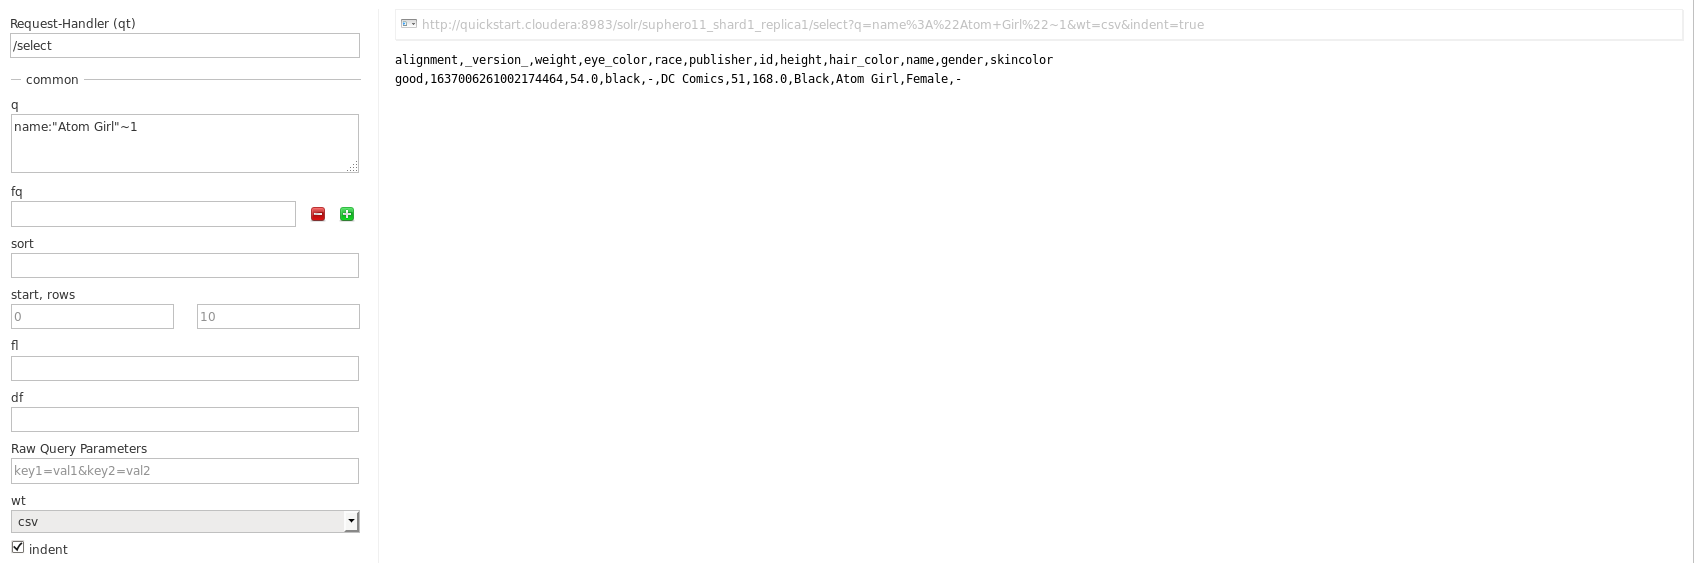 Request-Handler (qt)
/select
common
q
name:"Atom Girl"~1
fq
sort
start, rows
0 10
fl
df
Raw Query Parameters
key1=val1&key2=val2
wt
csv
indent
http://quickstart.cloudera:8983/solr/suphero11_shard1_replica1/select?q=name%3A%22Atom+Girl%22~1&wt=csv&indent=true
alignment,_version_,weight,eye_color,race,publisher,id,height,hair_color,name,gender,skincolor
good,1637006261002174464,54.0,black,-,DC Comics,51,168.0,Black,Atom Girl,Female,-